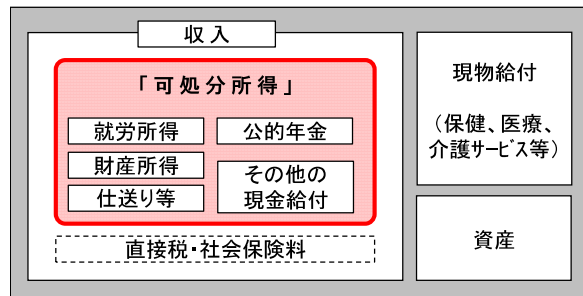 収入
「可処分所得」
就労所得
公的年金
財産所得
その他の
現金給付
仕送り等
直接税・社会保険料
現物給付
（保健、医療、
介護ｻｰﾋﾞｽ等）
資産